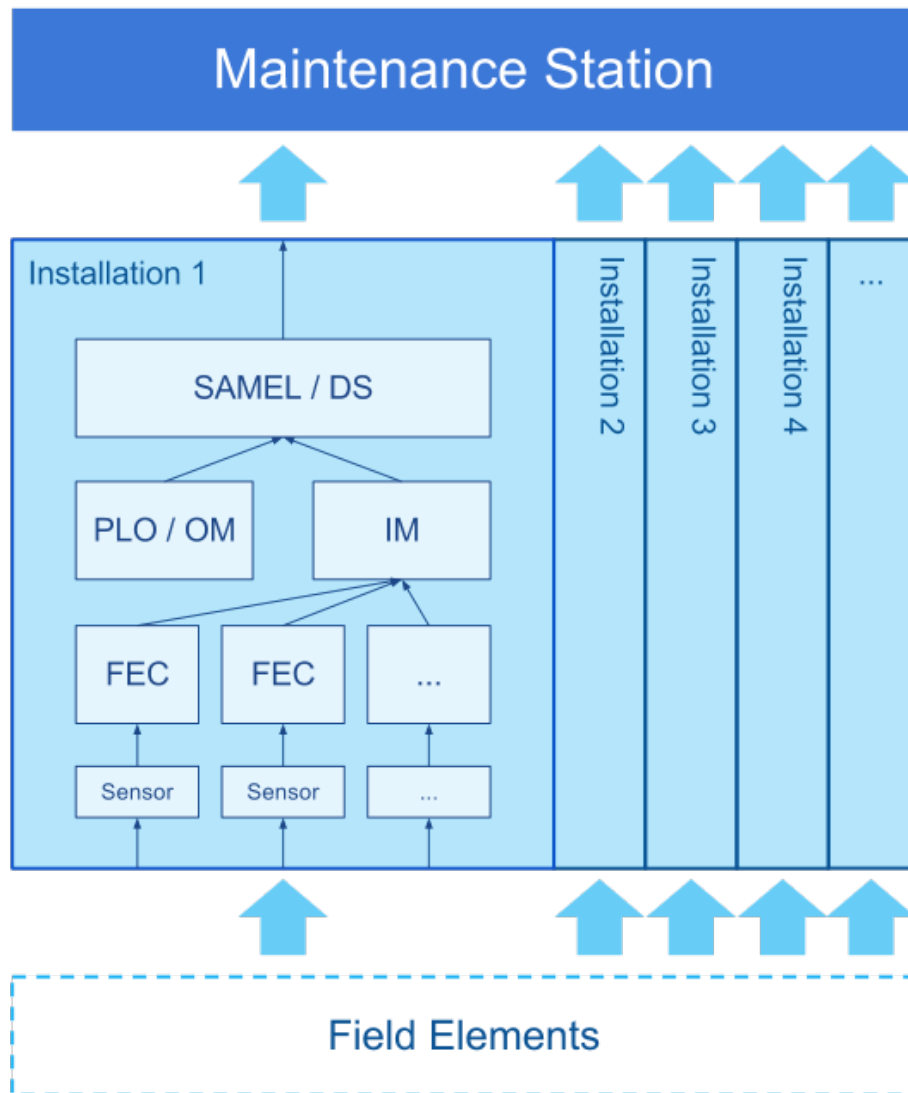 Maintenance Station
Installation 1
SAMEL / DS
PLO / OM
IM
FEC
FEC
...
Sensor
Sensor
...
Installation 2
Installation 3
Installation 4
...
Field Elements